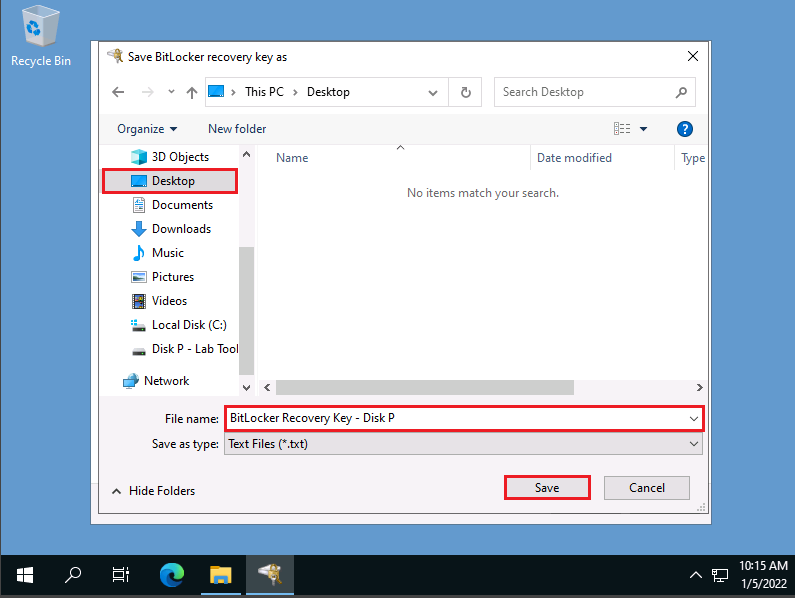 Recycle Bin
Save BitLocker recovery key as
This PC > Desktop
Search Desktop
Organize
New folder
?
Name
Date modified
Type
No items match your search.
3D Objects
Desktop
Documents
Downloads
Music
Pictures
Videos
Local Disk (C:)
Disk P - Lab Tool
Network
File name: BitLocker Recovery Key - Disk P
Save as type: Text Files (*.txt)
Hide Folders
Save
Cancel
10:15 AM
1/5/2022